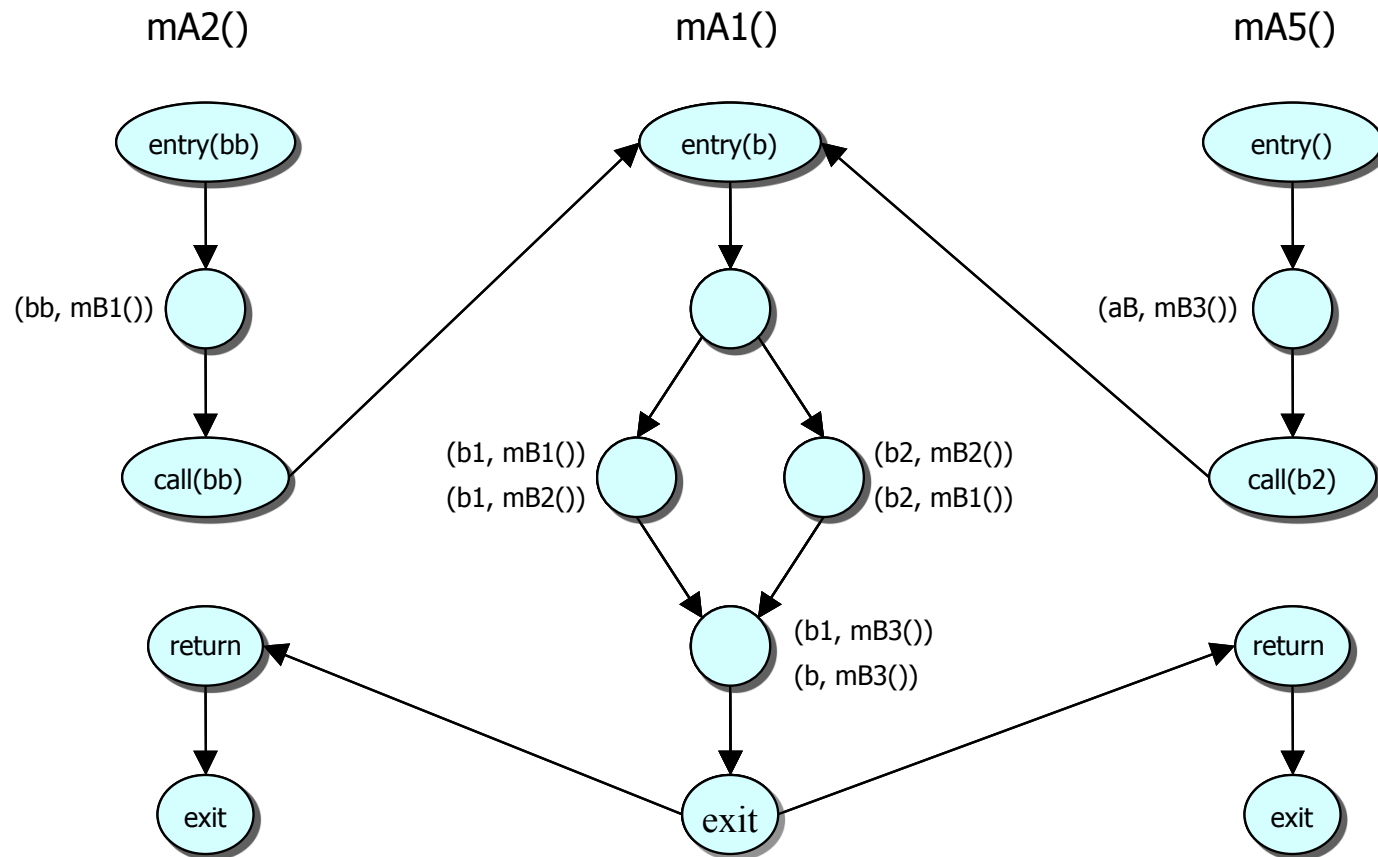 mA2()
mA1()
mA5()
entry(bb)
entry(b)
entry()
(bb, mB1())
(aB, mB3())
call(bb)
(b1, mB1())
(b1, mB2())
(b2, mB2())
(b2, mB1())
call(b2)
return
(b1, mB3())
(b, mB3())
return
exit
exit
exit